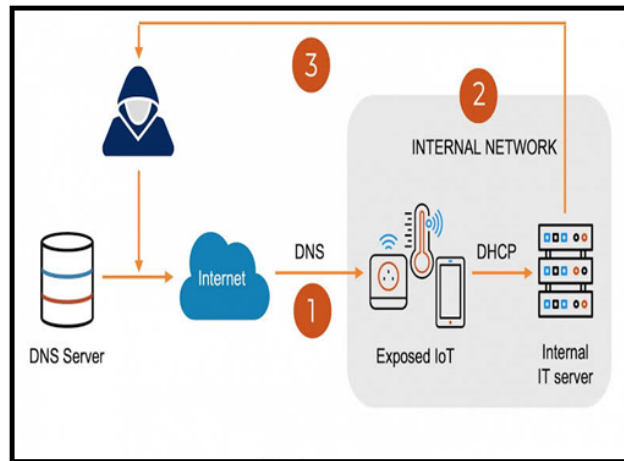 3
2
INTERNAL NETWORK
Internet
DNS
DHCP
1
DNS Server
Exposed IoT
Internal
IT server